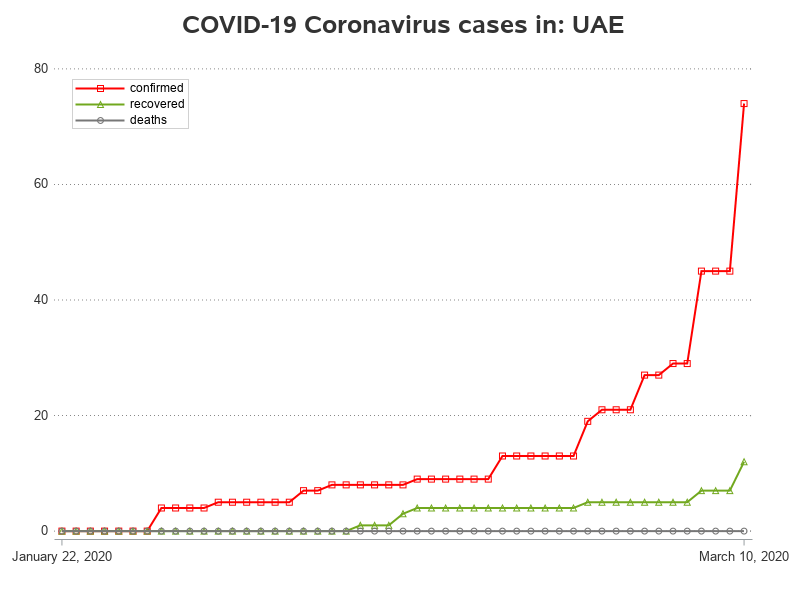 COVID-19 Coronavirus cases in: UAE
80
confirmed
recovered
deaths
60
40
20
0
January 22, 2020
March 10, 2020